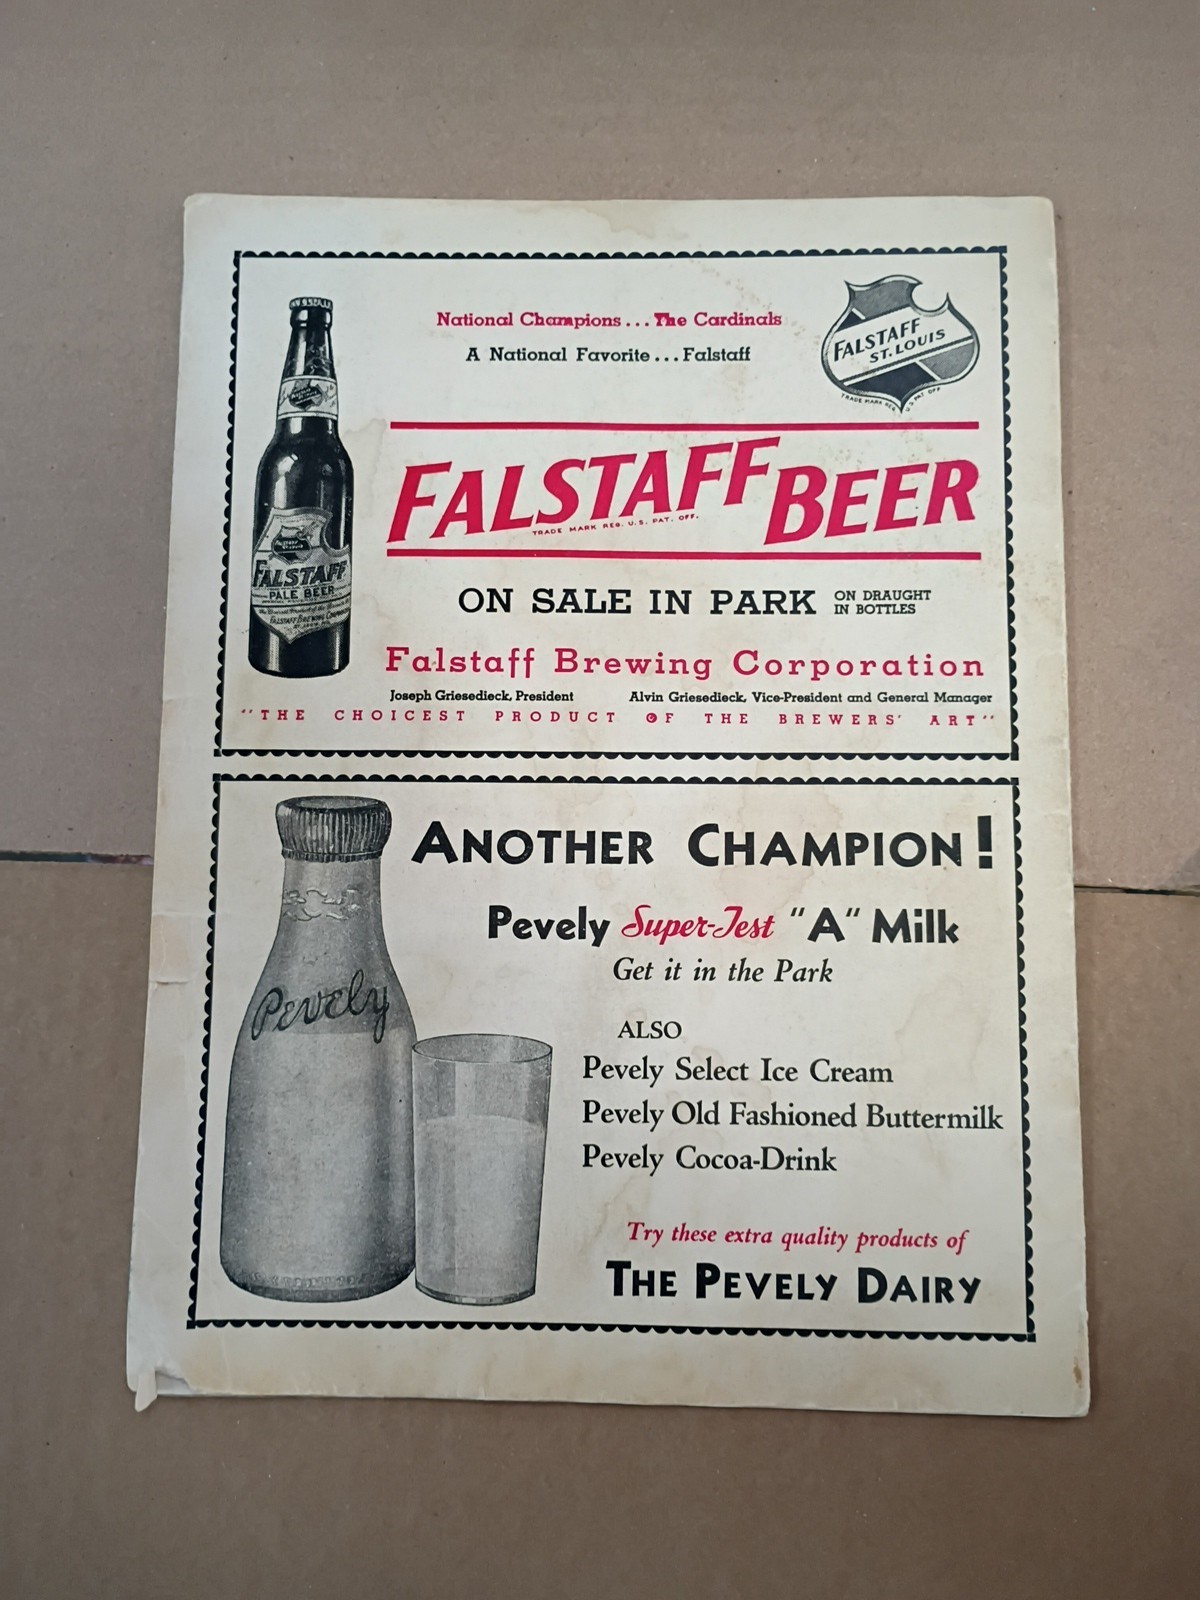 National Champions . . . The Cardinals
A National Favorite . . . Falstaff
FALSTAFF
ST. LOUIS
TRADE MARK REG. U.S. PAT. OFF.
FALSTAFF BEER
TRADE MARK REG. U.S. PAT. OFF.
FALSTAFF
PALE BEER
ON SALE IN PARK
ON DRAUGHT
IN BOTTLES
Falstaff Brewing Corporation
Joseph Griesedieck, President
Alvin Griesedieck, Vice-President and General Manager
"THE CHOICEST PRODUCT OF THE BREWERS' ART"
ANOTHER CHAMPION!
Pevely Super-Test "A" Milk
Get it in the Park
Pevely
ALSO
Pevely Select Ice Cream
Pevely Old Fashioned Buttermilk
Pevely Cocoa-Drink
Try these extra quality products of
THE PEVELY DAIRY